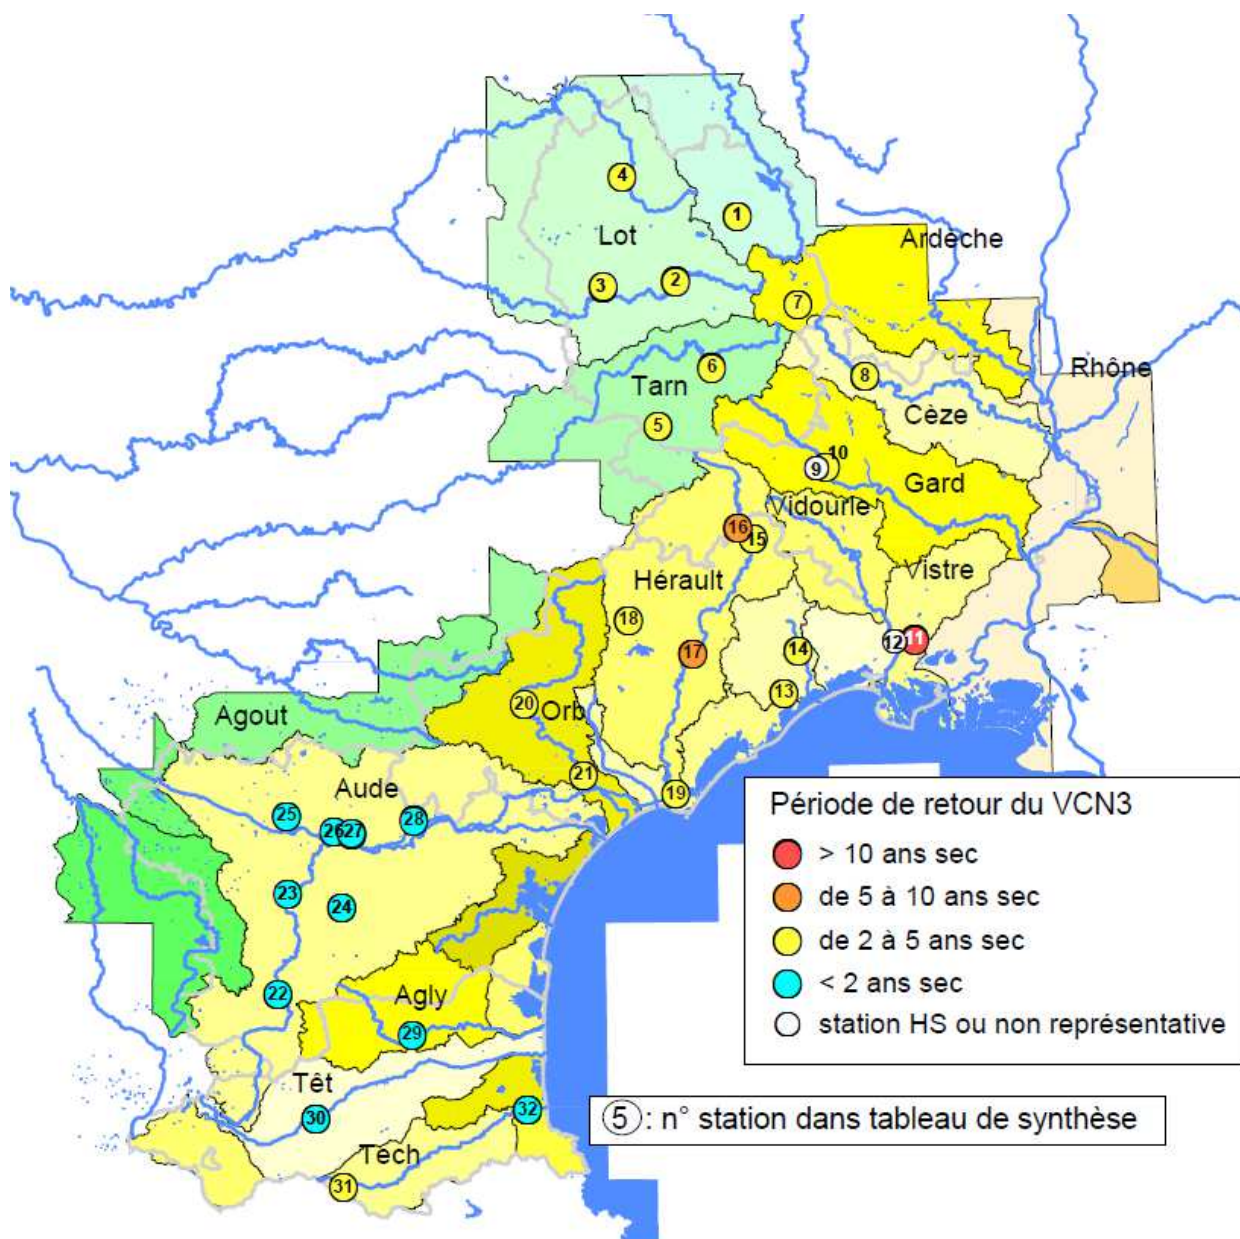 4
1
Lot
Ardèche
2
3
7
Rhône
6
8
Tarn
Cèze
5
10
9
Gard
Vidourle
16
15
Hérault
Vistre
18
11
12
14
17
13
20
Orb
Agout
21
Aude
19
25
26
27
28
23
24
22
Agly
29
Têt
30
32
Tech
31
Période de retour du VCN3
> 10 ans sec
de 5 à 10 ans sec
de 2 à 5 ans sec
< 2 ans sec
station HS ou non représentative
5 : n° station dans tableau de synthèse